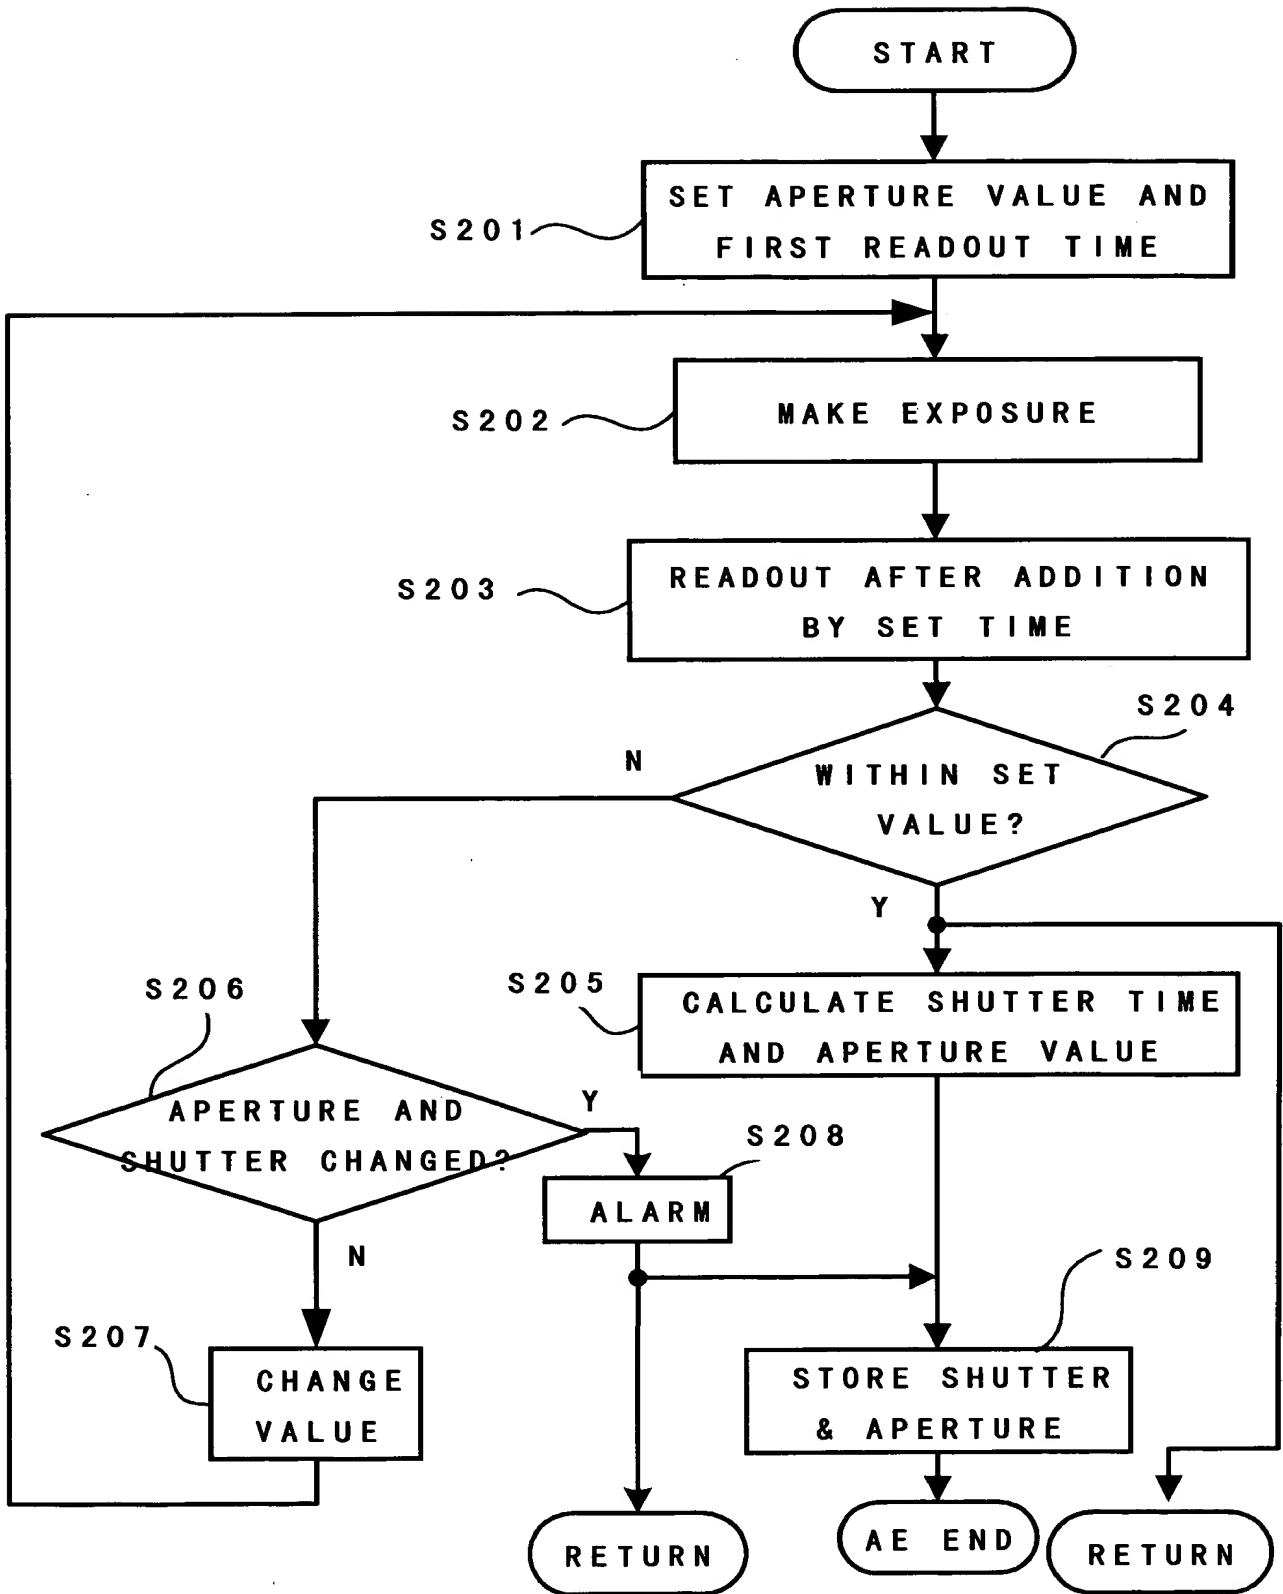 START
SET APERTURE VALUE AND
FIRST READOUT TIME
S201
MAKE EXPOSURE
S202
READOUT AFTER ADDITION
BY SET TIME
S203
S204
N
WITHIN SET
VALUE?
Y
S206
S205
CALCULATE SHUTTER TIME
AND APERTURE VALUE
APERTURE AND
SHUTTER CHANGED?
Y
S208
ALARM
N
S209
S207
CHANGE
VALUE
STORE SHUTTER
& APERTURE
RETURN
AE END
RETURN